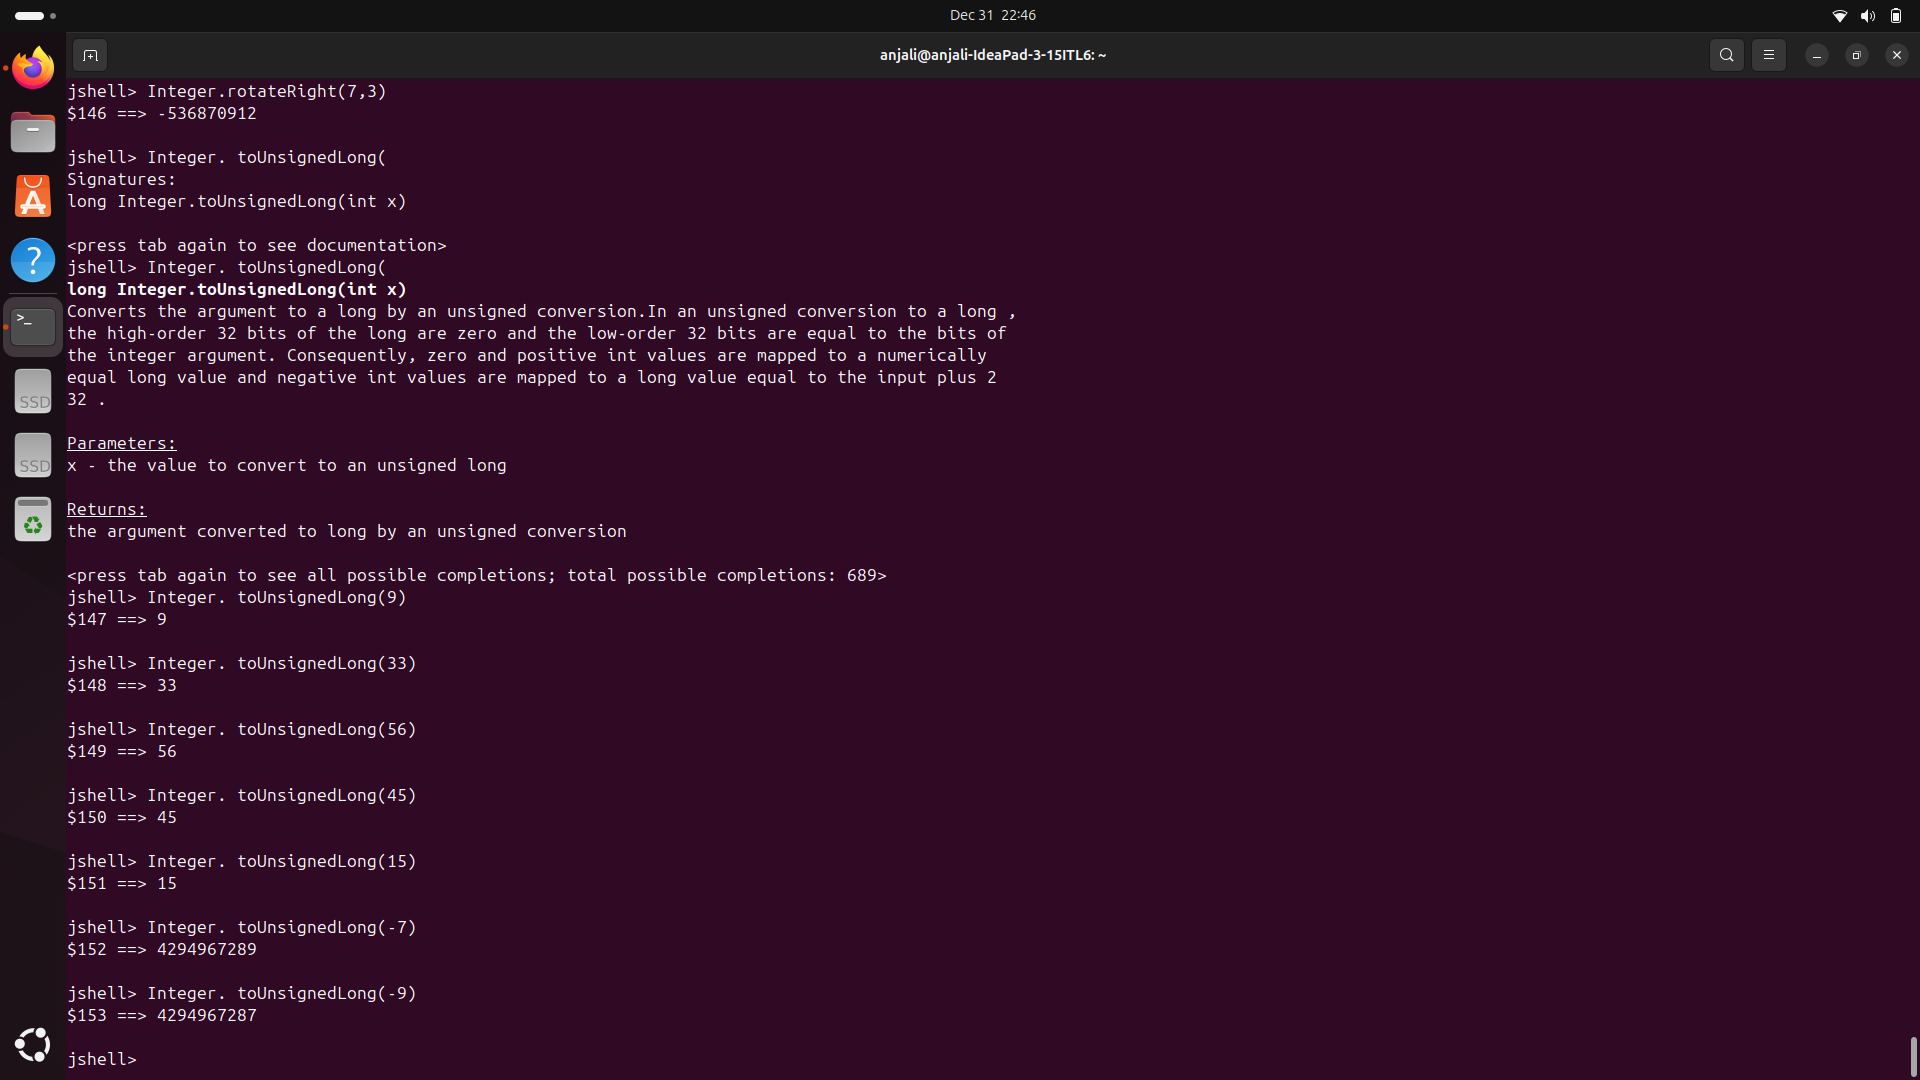 Dec 31 22:46
anjali@anjali-IdeaPad-3-15ITL6: ~
jshell> Integer.rotateRight(7,3)
$146 ==> -536870912
jshell> Integer. toUnsignedLong(
Signatures:
long Integer.toUnsignedLong(int x)
<press tab again to see documentation>
jshell> Integer. toUnsignedLong(
long Integer.toUnsignedLong(int x)
Converts the argument to a long by an unsigned conversion.In an unsigned conversion to a long ,
the high-order 32 bits of the long are zero and the low-order 32 bits are equal to the bits of
the integer argument. Consequently, zero and positive int values are mapped to a numerically
equal long value and negative int values are mapped to a long value equal to the input plus 2
32 .
Parameters:
x - the value to convert to an unsigned long
Returns:
the argument converted to long by an unsigned conversion
<press tab again to see all possible completions; total possible completions: 689>
jshell> Integer. toUnsignedLong(9)
$147 ==> 9
jshell> Integer. toUnsignedLong(33)
$148 ==> 33
jshell> Integer. toUnsignedLong(56)
$149 ==> 56
jshell> Integer. toUnsignedLong(45)
$150 ==> 45
jshell> Integer. toUnsignedLong(15)
$151 ==> 15
jshell> Integer. toUnsignedLong(-7)
$152 ==> 4294967289
jshell> Integer. toUnsignedLong(-9)
$153 ==> 4294967287
jshell>
SSD
SSD